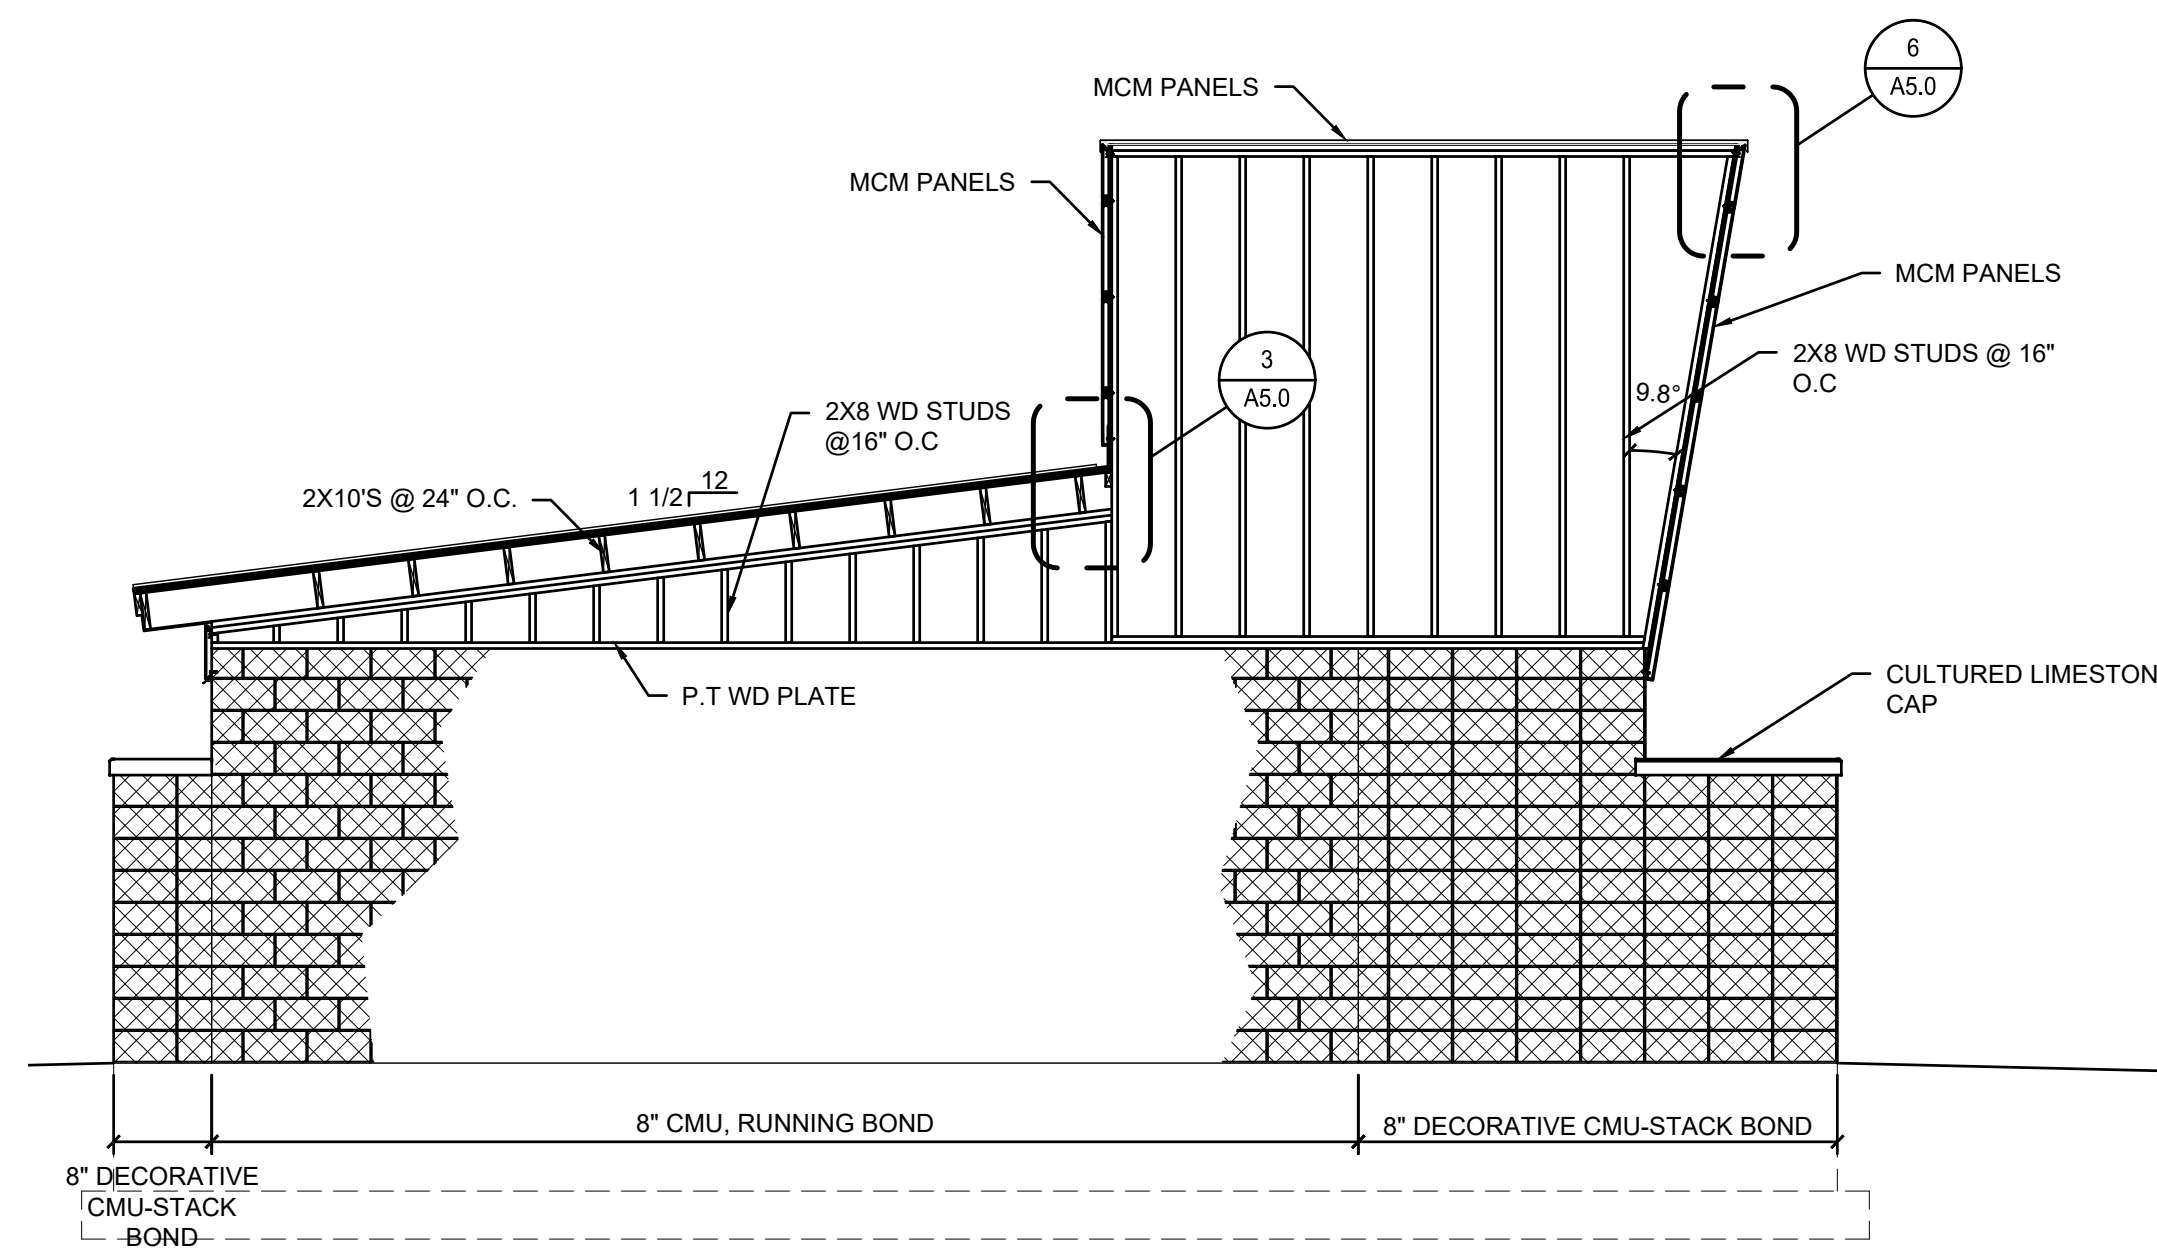 6
A5.0
MCM PANELS
MCM PANELS
MCM PANELS
3
A5.0
2X8 WD STUDS @ 16"
O.C
9.8°
2X8 WD STUDS
@16" O.C
12
1 1/2
2X10'S @ 24" O.C.
P.T WD PLATE
CULTURED LIMESTON
CAP
8" CMU, RUNNING BOND
8" DECORATIVE CMU-STACK BOND
8" DECORATIVE
CMU-STACK
BOND